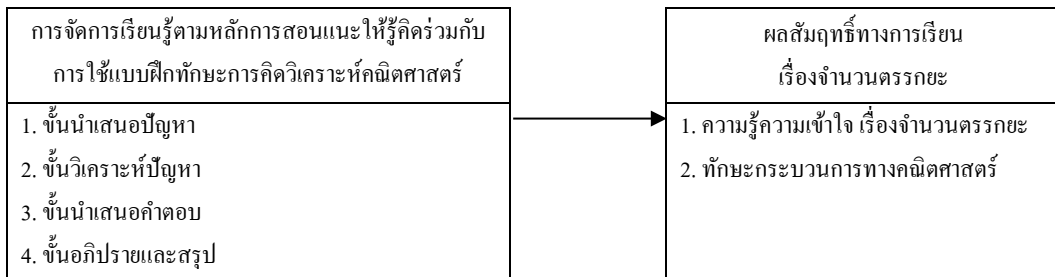 การจัดการเรียนรู้ตามหลักการสอนแนะให้รู้คิดร่วมกับ
การใช้แบบฝึกทักษะการคิดวิเคราะห์คณิตศาสตร์
1. ขั้นนำเสนอปัญหา
2. ขั้นวิเคราะห์ปัญหา
3. ขั้นนำเสนอคำตอบ
4. ขั้นอภิปรายและสรุป
ผลสัมฤทธิ์ทางการเรียน
เรื่องจำนวนตรรกยะ
1. ความรู้ความเข้าใจ เรื่องจำนวนตรรกยะ
2. ทักษะกระบวนการทางคณิตศาสตร์